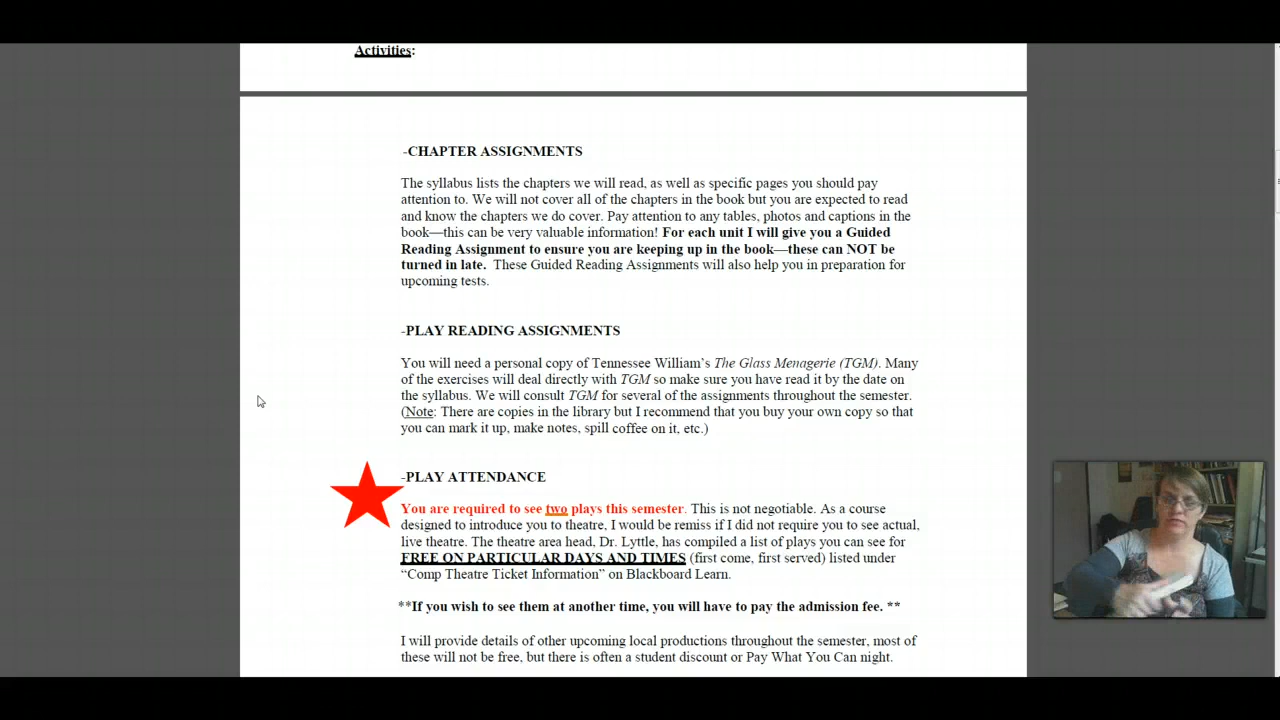 Activities:
-CHAPTER ASSIGNMENTS
The syllabus lists the chapters we will read, as well as specific pages you should pay
attention to. We will not cover all of the chapters in the book but you are expected to read
and know the chapters we do cover. Pay attention to any tables, photos and captions in the
book—this can be very valuable information! For each unit I will give you a Guided
Reading Assignment to ensure you are keeping up in the book—these can NOT be
turned in late. These Guided Reading Assignments will also help you in preparation for
upcoming tests.
-PLAY READING ASSIGNMENTS
You will need a personal copy of Tennessee William's The Glass Menagerie (TGM). Many
of the exercises will deal directly with TGM so make sure you have read it by the date on
the syllabus. We will consult TGM for several of the assignments throughout the semester.
(Note: There are copies in the library but I recommend that you buy your own copy so that
you can mark it up, make notes, spill coffee on it, etc.)
-PLAY ATTENDANCE
You are required to see two plays this semester. This is not negotiable. As a course
designed to introduce you to theatre, I would be remiss if I did not require you to see actual,
live theatre. The theatre area head, Dr. Lyttle, has compiled a list of plays you can see for
FREE ON PARTICULAR DAYS AND TIMES (first come, first served) listed under
“Comp Theatre Ticket Information” on Blackboard Learn.
**If you wish to see them at another time, you will have to pay the admission fee. **
I will provide details of other upcoming local productions throughout the semester, most of
these will not be free, but there is often a student discount or Pay What You Can night.